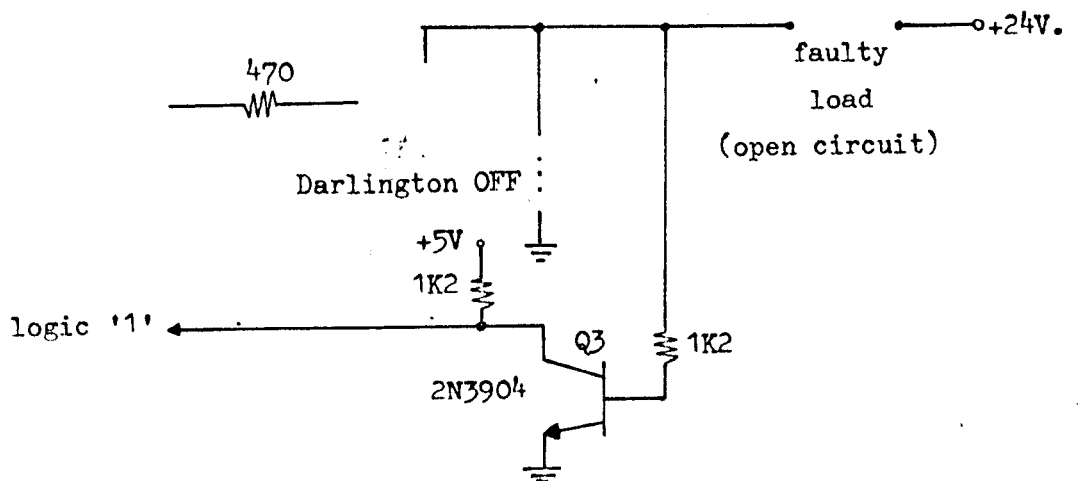 470
+24V.
faulty
load
(open circuit)
Darlington OFF
+5V
1K2
logic '1'
Q3
1K2
2N3904